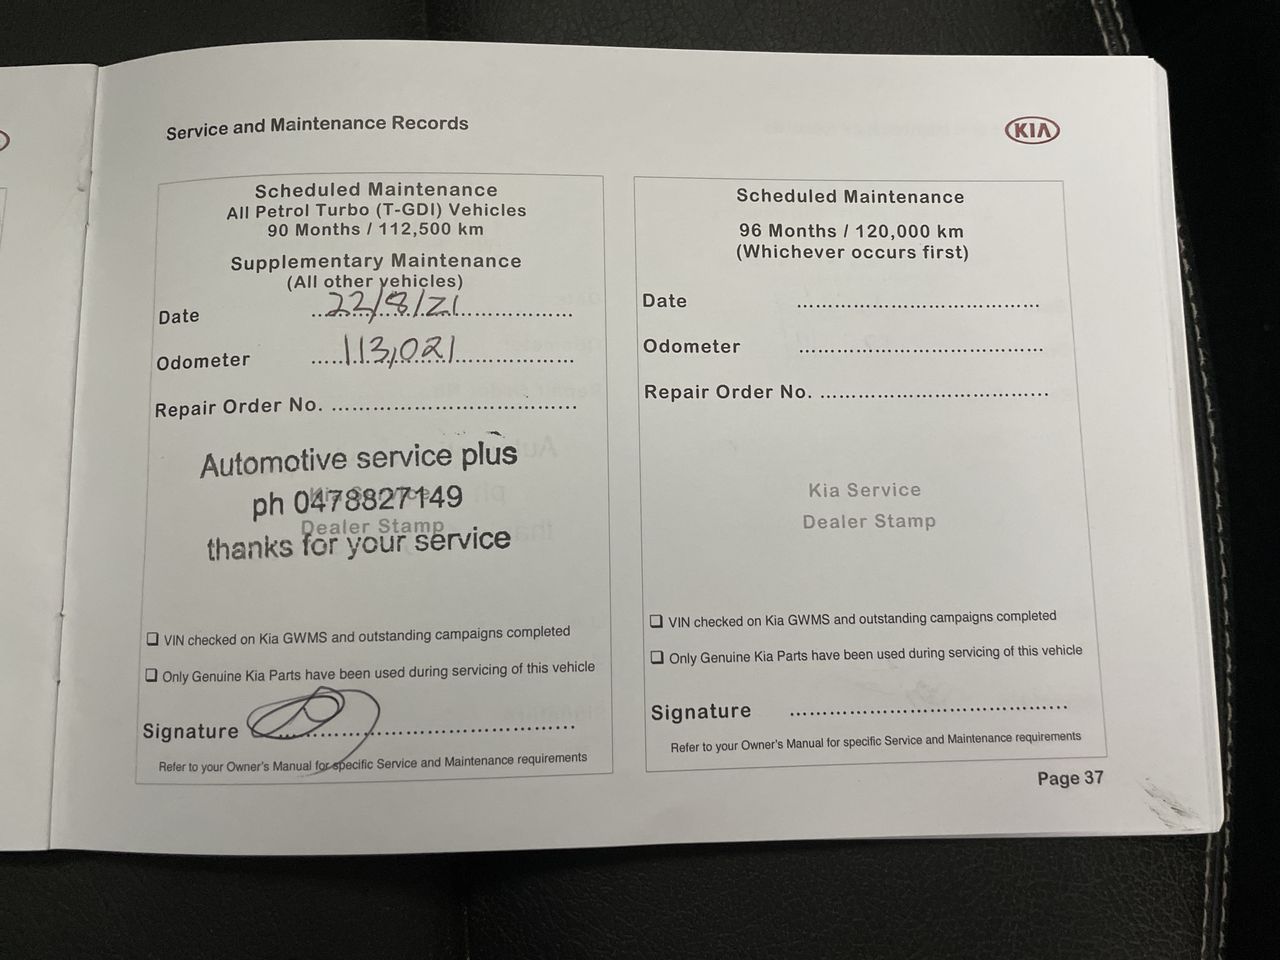 Service and Maintenance Records
KIA
Scheduled Maintenance
All Petrol Turbo (T-GDI) Vehicles
90 Months / 112,500 km
Supplementary Maintenance
(All other vehicles)
Date 22/8/21
Odometer 113,021
Repair Order No. ....................................
Automotive service plus
Kia Service
ph 0478827149
Dealer Stamp
thanks for your service
❑ VIN checked on Kia GWMS and outstanding campaigns completed
❑ Only Genuine Kia Parts have been used during servicing of this vehicle
Signature ....................................
Refer to your Owner's Manual for specific Service and Maintenance requirements
Scheduled Maintenance
96 Months / 120,000 km
(Whichever occurs first)
Date ....................................
Odometer ....................................
Repair Order No. ....................................
Kia Service
Dealer Stamp
❑ VIN checked on Kia GWMS and outstanding campaigns completed
❑ Only Genuine Kia Parts have been used during servicing of this vehicle
Signature ....................................
Refer to your Owner's Manual for specific Service and Maintenance requirements
Page 37